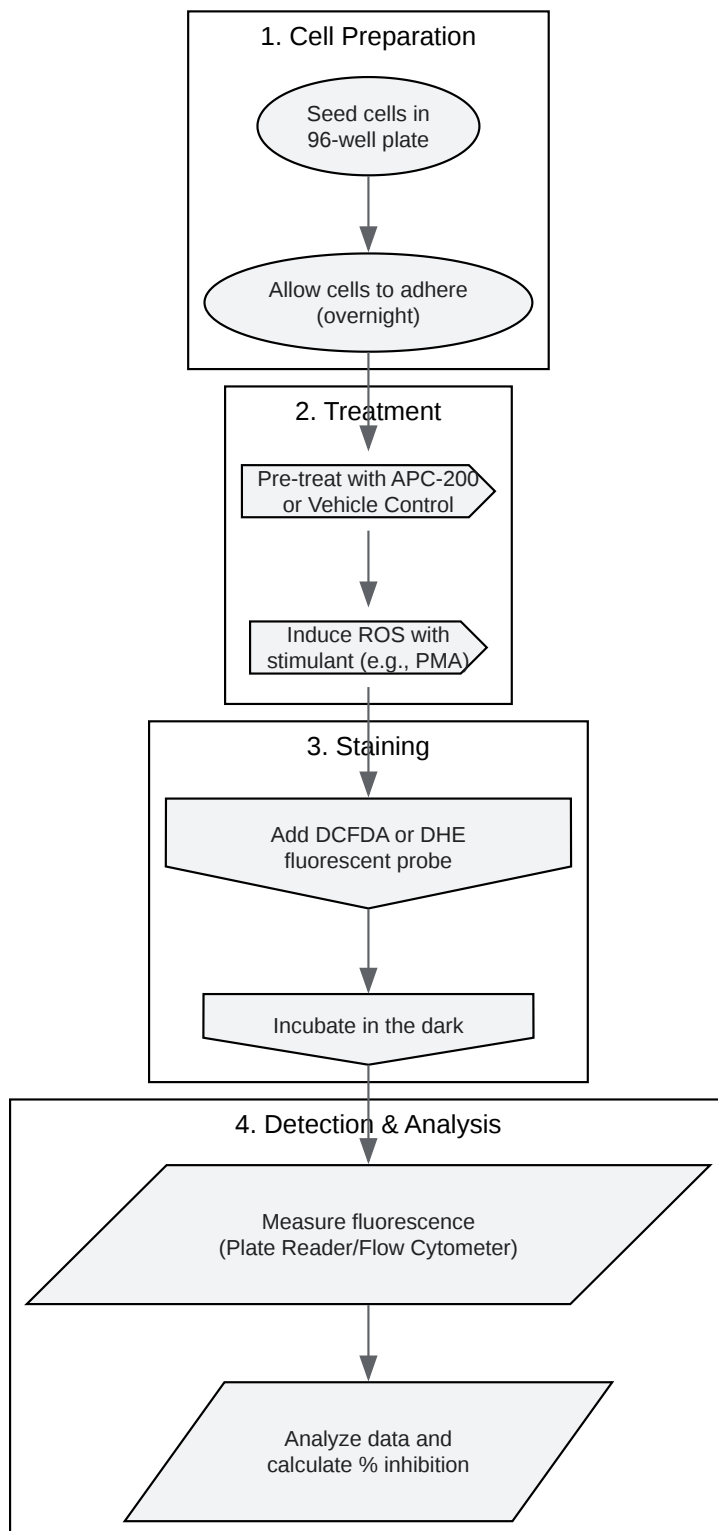 1. Cell Preparation
Seed cells in
96-well plate
Allow cells to adhere
(overnight)
2. Treatment
Pre-treat with APC-200
or Vehicle Control
Induce ROS with
stimulant (e.g., PMA)
3. Staining
Add DCFDA or DHE
fluorescent probe
Incubate in the dark
4. Detection & Analysis
Measure fluorescence
(Plate Reader/Flow Cytometer)
Analyze data and
calculate % inhibition